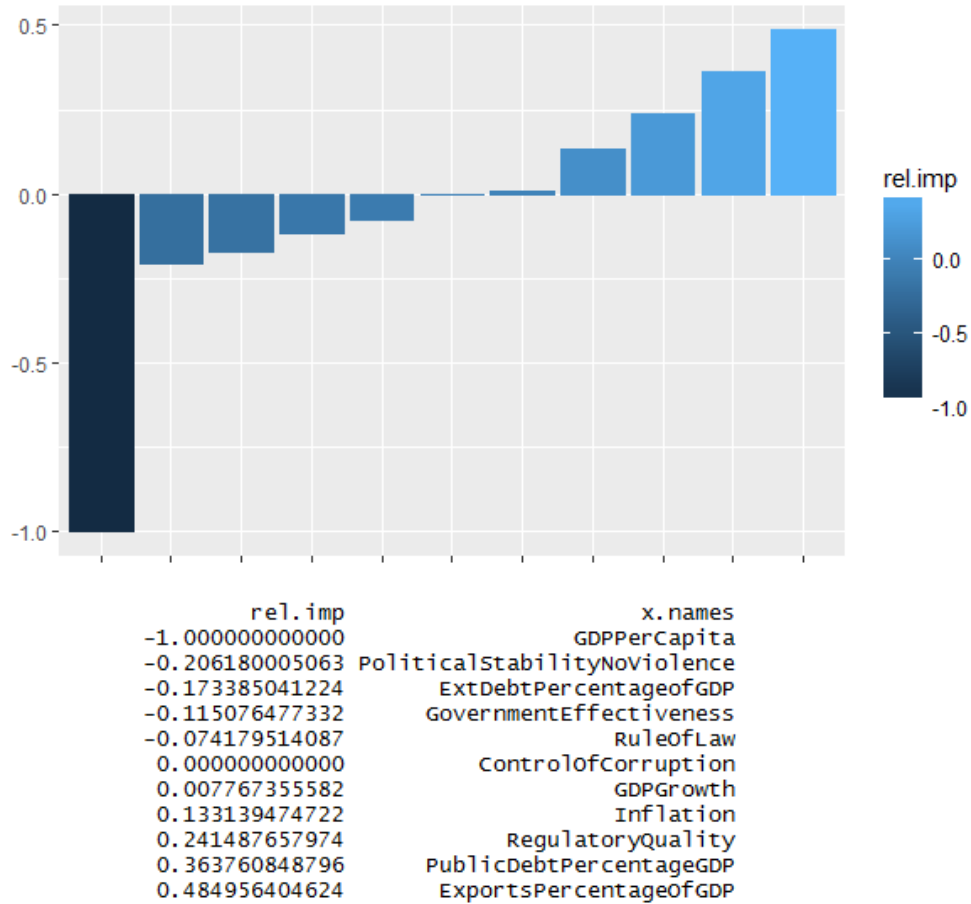 0.5
0.0
-0.5
-1.0
rel.imp
0.0
-0.5
-1.0
rel.imp x.names
-1.000000000000 GDPPerCapita
-0.206180005063 PoliticalStabilityNoViolence
-0.173385041224 ExtDebtPercentageofGDP
-0.115076477332 GovernmentEffectiveness
-0.074179514087 RuleOfLaw
0.000000000000 ControlOfCorruption
0.007767355582 GDPGrowth
0.133139474722 Inflation
0.241487657974 RegulatoryQuality
0.363760848796 PublicDebtPercentageGDP
0.484956404624 ExportsPercentageOfGDP